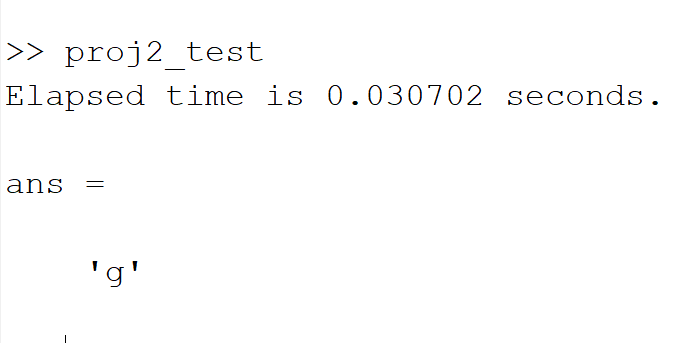 >> proj2_test
Elapsed time is 0.030702 seconds.
ans =
'g'